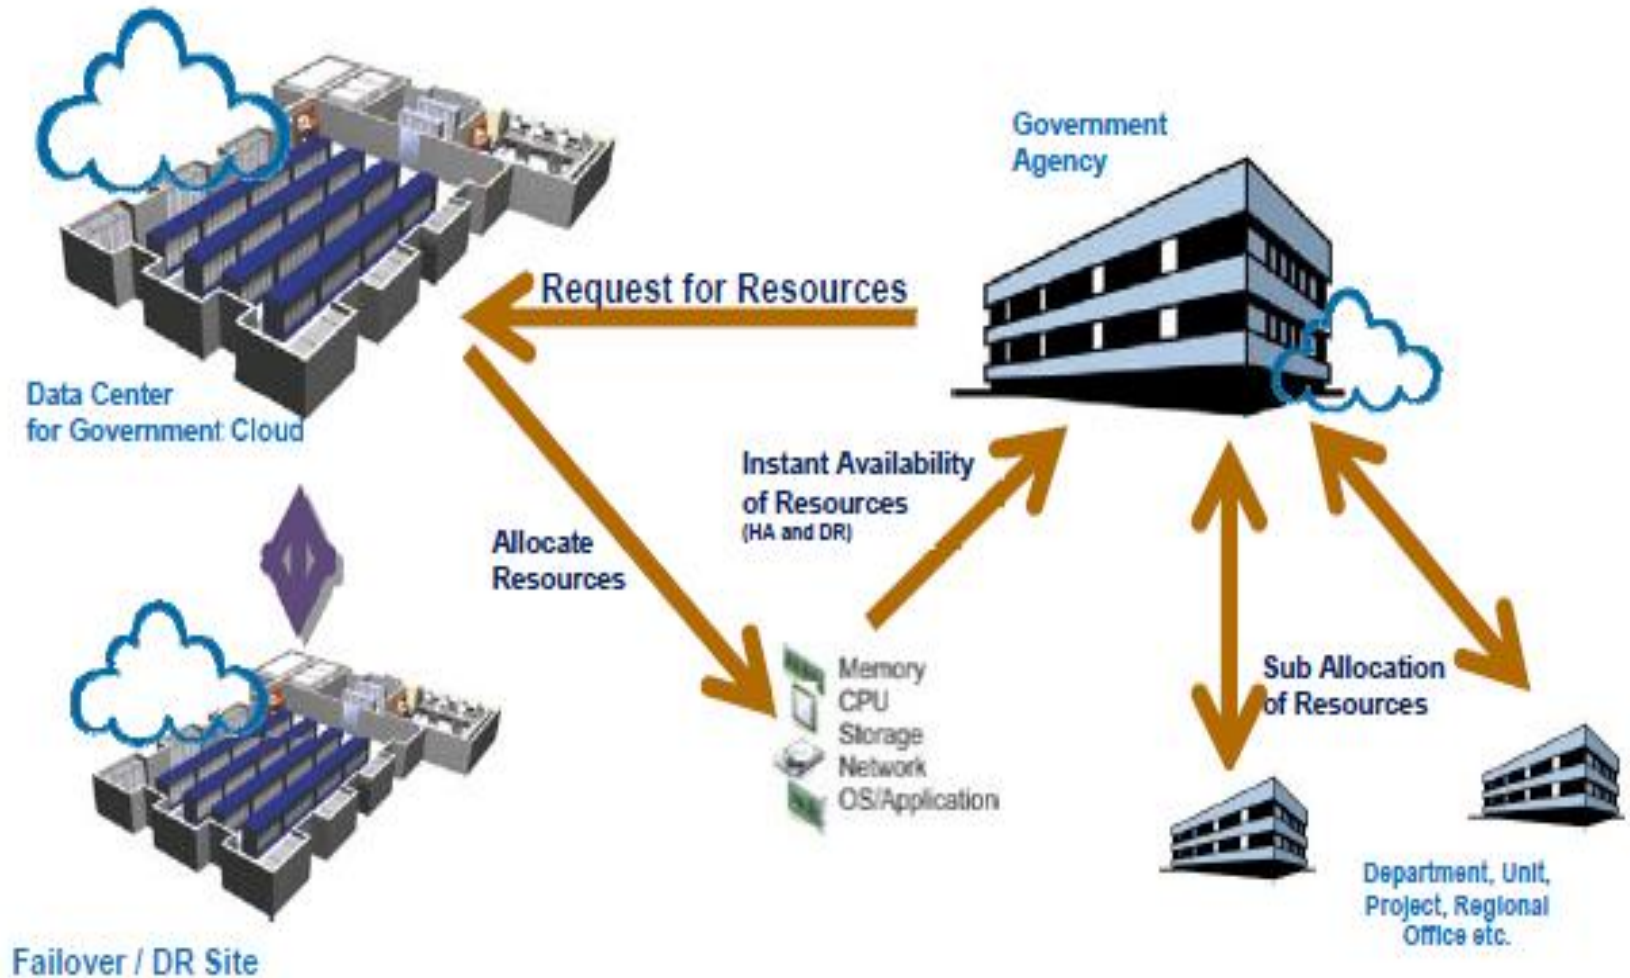 Government
Agency
Request for Resources
Data Center
for Government Cloud
Instant Availability
of Resources
(HA and DR)
Allocate
Resources
Memory
CPU
Storage
Network
OS/Application
Sub Allocation
of Resources
Department, Unit,
Project, Regional
Office etc.
Failover / DR Site